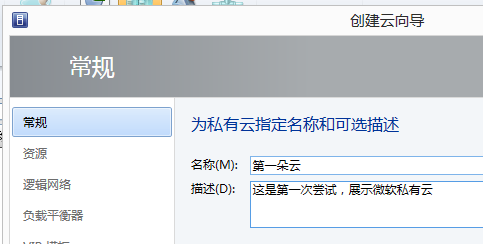 创建云向导
常规
常规
资源
逻辑网络
负载平衡器
为私有云指定名称和可选描述
名称(M):
第一朵云
描述(D):
这是第一次尝试，展示微软私有云